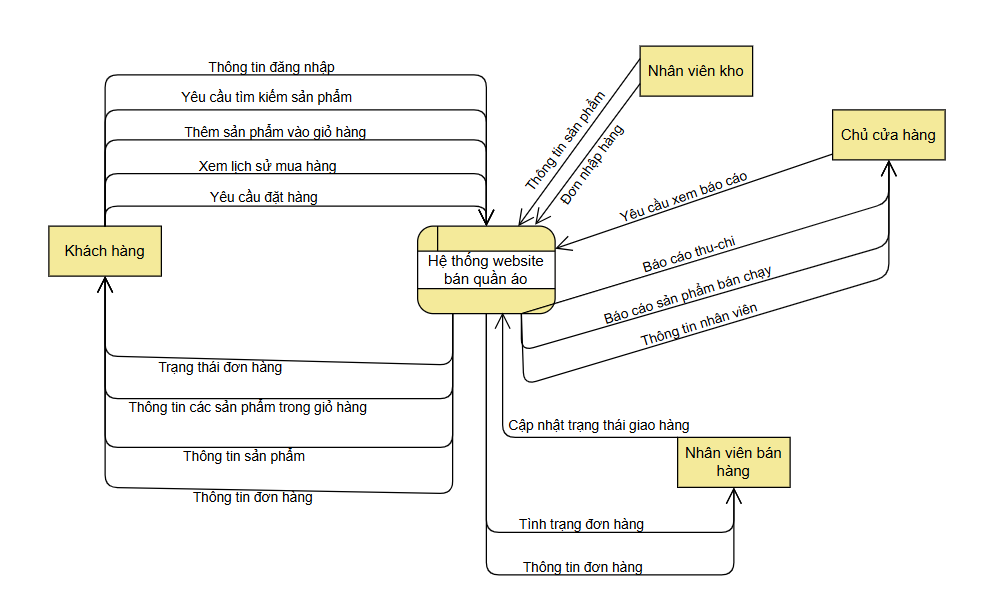 Thông tin đăng nhập
Yêu cầu tìm kiếm sản phẩm
Thêm sản phẩm vào giỏ hàng
Xem lịch sử mua hàng
Yêu cầu đặt hàng
Nhân viên kho
Thông tin sản phẩm
Đơn nhập hàng
Chủ cửa hàng
Yêu cầu xem báo cáo
Khách hàng
Hệ thống website
bán quần áo
Báo cáo thu-chi
Báo cáo sản phẩm bán chạy
Thông tin nhân viên
Trạng thái đơn hàng
Thông tin các sản phẩm trong giỏ hàng
Thông tin sản phẩm
Thông tin đơn hàng
Cập nhật trạng thái giao hàng
Nhân viên bán
hàng
Tình trạng đơn hàng
Thông tin đơn hàng